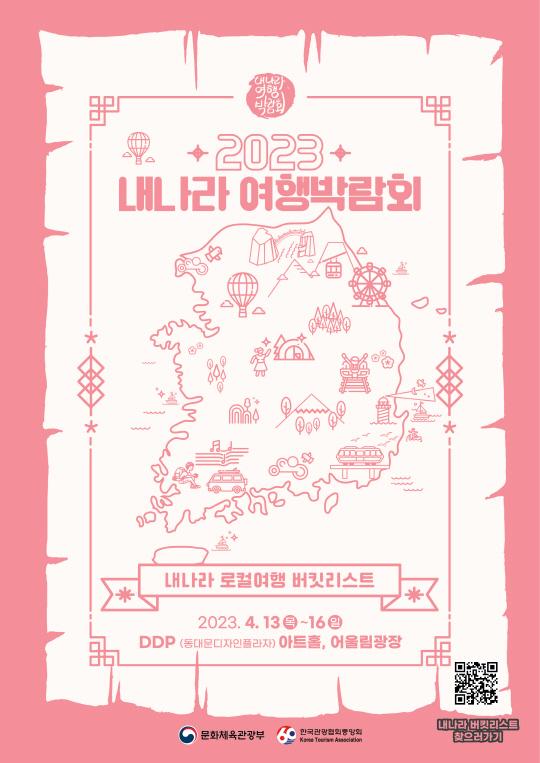 내나라
여행
박람회
2023
내나라 여행박람회
내나라 로컬여행 버킷리스트
2023. 4. 13 목 ~16 일
DDP (동대문디자인플라자) 아트홀, 어울림광장
내나라 버킷리스트
찾으러가기
문화체육관광부
한국관광협회중앙회
Korea Tourism Association